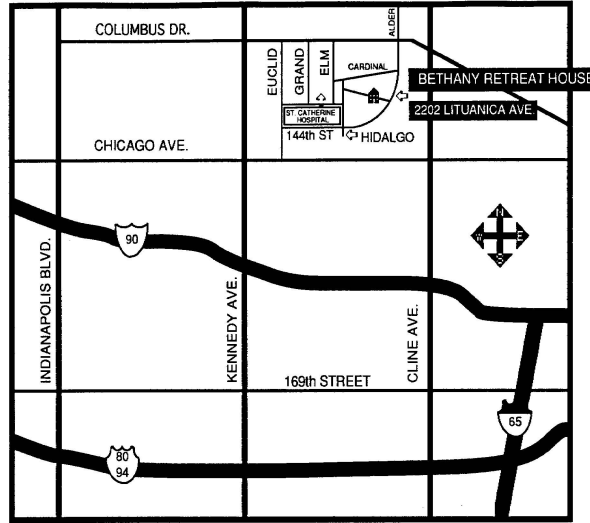 COLUMBUS DR.
ALDER
EUCLID
GRAND
ELM
CARDINAL
BETHANY RETREAT HOUSE
2202 LITUANICA AVE.
ST. CATHERINE
HOSPITAL
144th ST
HIDALGO
CHICAGO AVE.
N
W
E
S
90
INDIANAPOLIS BLVD.
KENNEDY AVE.
CLINE AVE.
169th STREET
65
80
94